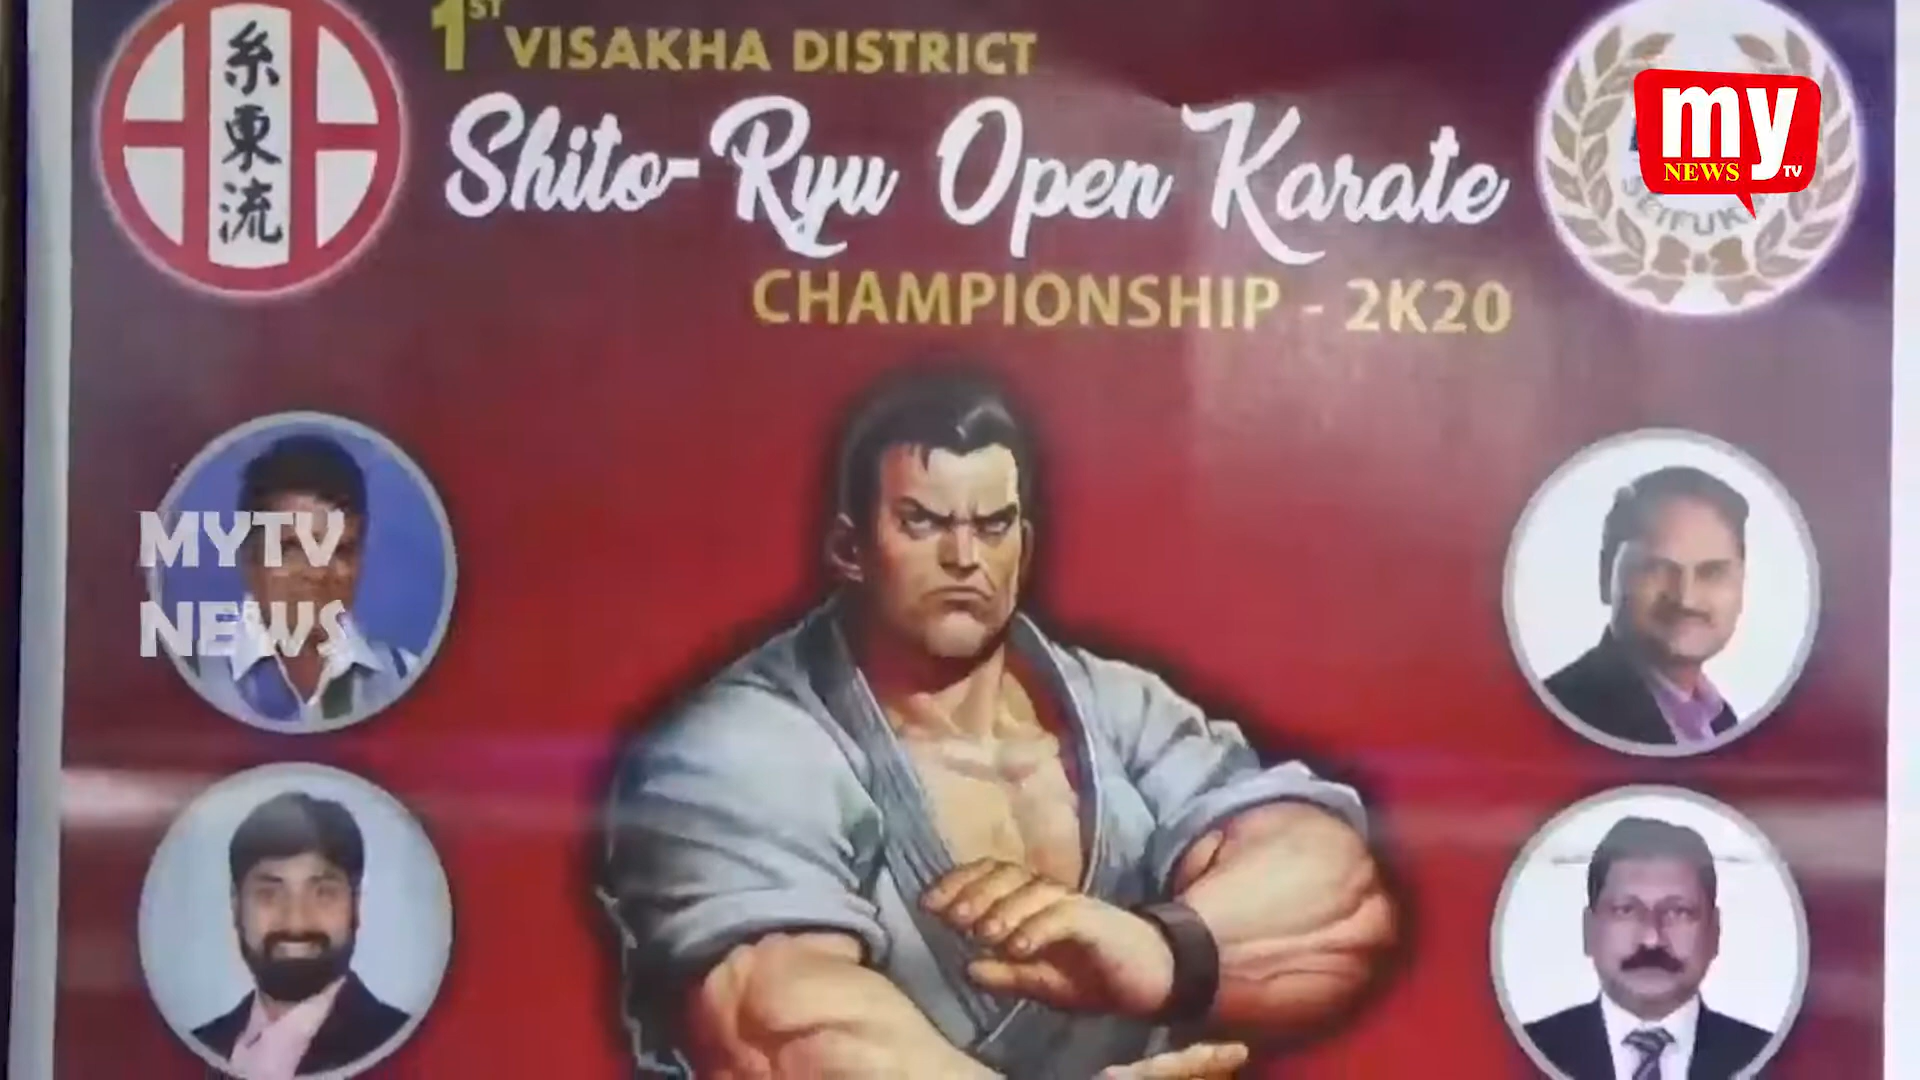 1ST VISAKHA DISTRICT
Shito-Ryu Open Karate
CHAMPIONSHIP - 2K20
糸東流
my
NEWS TV
MYTV
NEWS